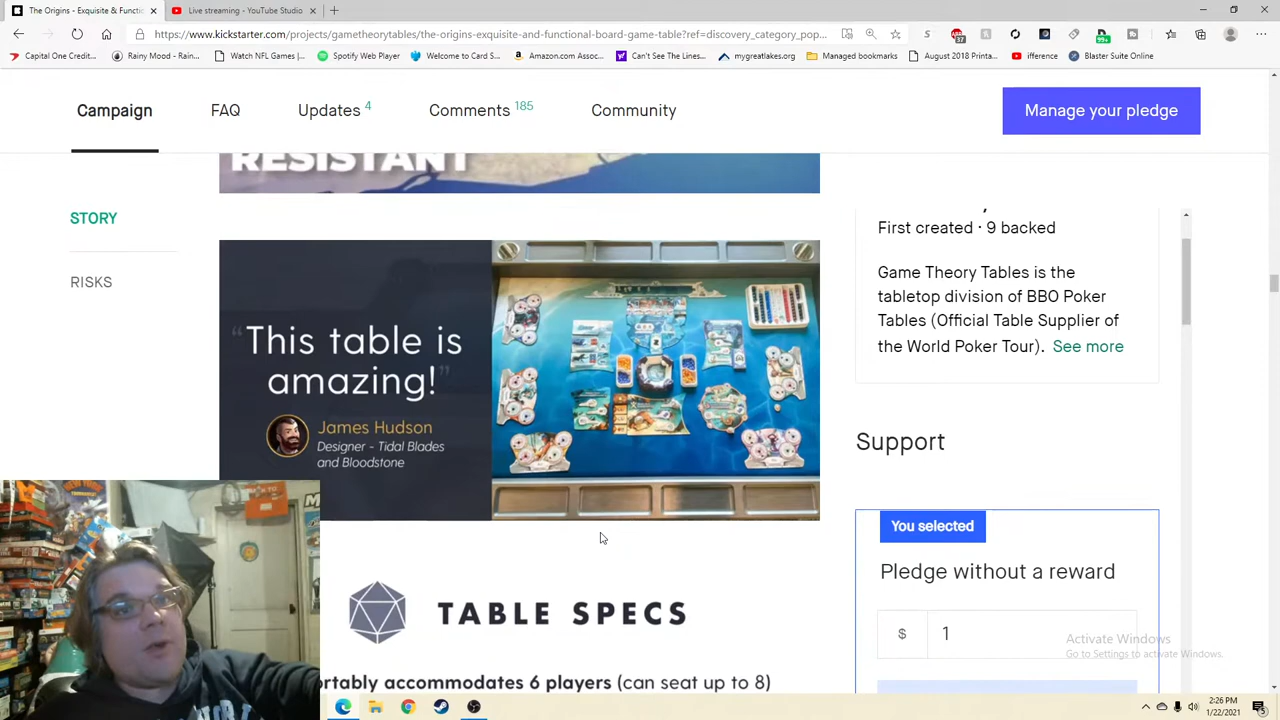 The Origins - Exquisite & Functi
Live streaming - YouTube Studio
https://www.kickstarter.com/projects/gametheorytables/the-origins-exquisite-and-functional-board-game-table?ref=discovery_category_pop...
Capital One Credit...
Rainy Mood • Rain...
Watch NFL Games |...
Spotify Web Player
Welcome to Card S...
Amazon.com: Assoc...
Can't See The Lines...
mygreatlakes.org
Managed bookmarks
August 2018 Printa...
ifference
Blaster Suite Online
Campaign
FAQ
Updates 4
Comments 185
Community
Manage your pledge
RESISTANT
STORY
RISKS
"This table is
amazing!"
James Hudson
Designer - Tidal Blades
and Bloodstone
First created · 9 backed
Game Theory Tables is the
tabletop division of BBO Poker
Tables (Official Table Supplier of
the World Poker Tour). See more
Support
You selected
Pledge without a reward
$ 1
TABLE SPECS
ortably accommodates 6 players (can seat up to 8)
Activate Windows
Go to Settings to activate Windows.
2:26 PM
1/22/2021